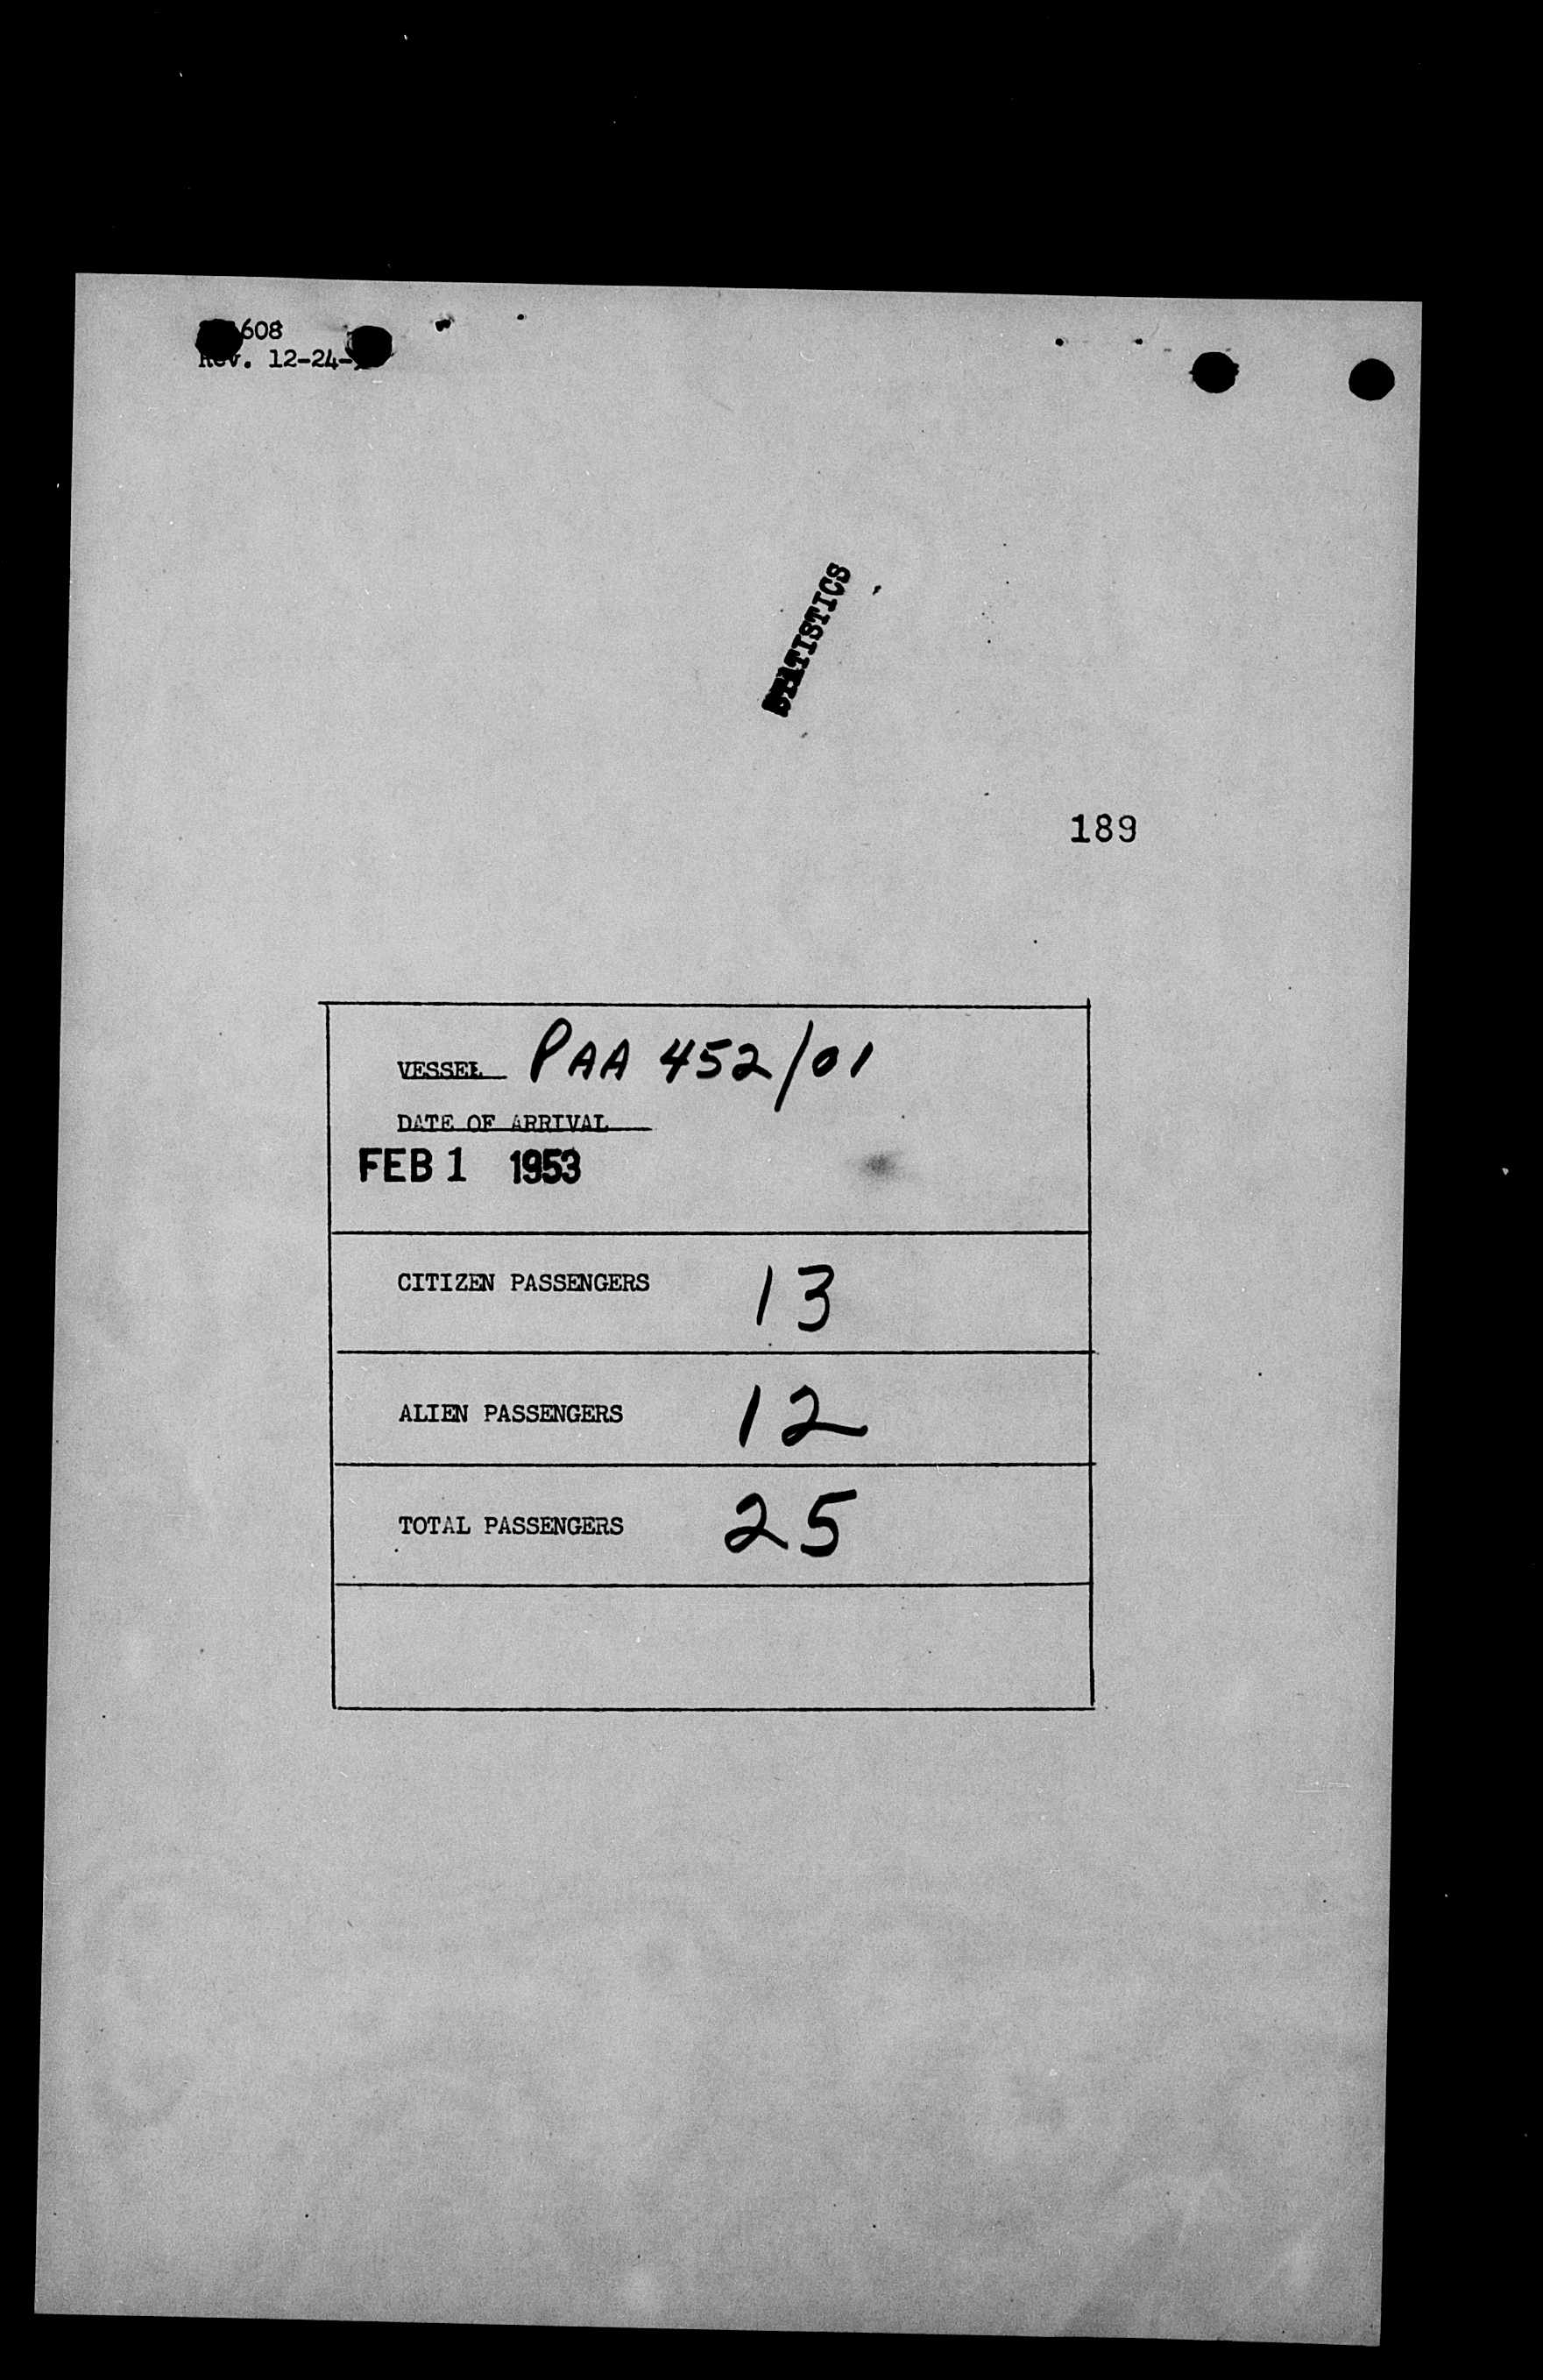 608
Rev. 12-24-
STATISTICS
189
VESSEL PAA 452/01
DATE OF ARRIVAL
FEB 1 1953
CITIZEN PASSENGERS 13
ALIEN PASSENGERS 12
TOTAL PASSENGERS 25